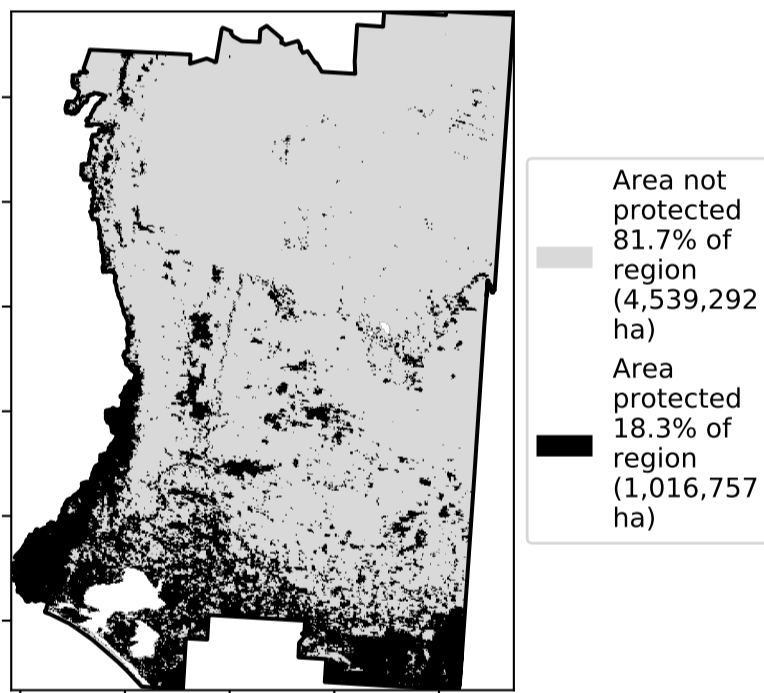 Area not
protected
81.7% of
region
(4,539,292
ha)
Area
protected
18.3% of
region
(1,016,757
ha)